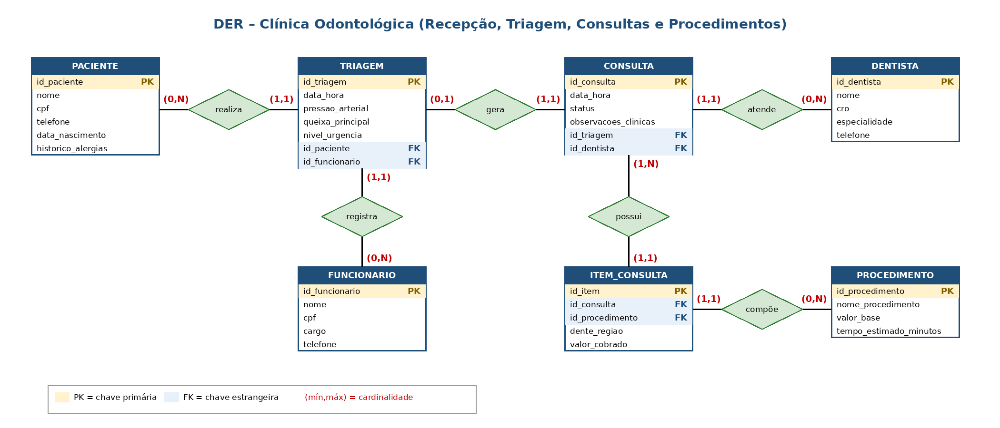 DER – Clínica Odontológica (Recepção, Triagem, Consultas e Procedimentos)
PACIENTE
id_paciente PK
nome
cpf
telefone
data_nascimento
historico_alergias
(0,N)
realiza
(1,1)
TRIAGEM
id_triagem PK
data_hora
pressao_arterial
queixa_principal
nivel_urgencia
id_paciente FK
id_funcionario FK
(0,1)
gera
(1,1)
CONSULTA
id_consulta PK
data_hora
status
observacoes_clinicas
id_triagem FK
id_dentista FK
(1,1)
atende
(0,N)
DENTISTA
id_dentista PK
nome
cro
especialidade
telefone
(1,1)
registra
(0,N)
(1,N)
possui
(1,1)
FUNCIONARIO
id_funcionario PK
nome
cpf
cargo
telefone
ITEM_CONSULTA
id_item PK
id_consulta FK
id_procedimento FK
dente_regiao
valor_cobrado
(1,1)
compõe
(0,N)
PROCEDIMENTO
id_procedimento PK
nome_procedimento
valor_base
tempo_estimado_minutos
PK = chave primária FK = chave estrangeira (mín,máx) = cardinalidade